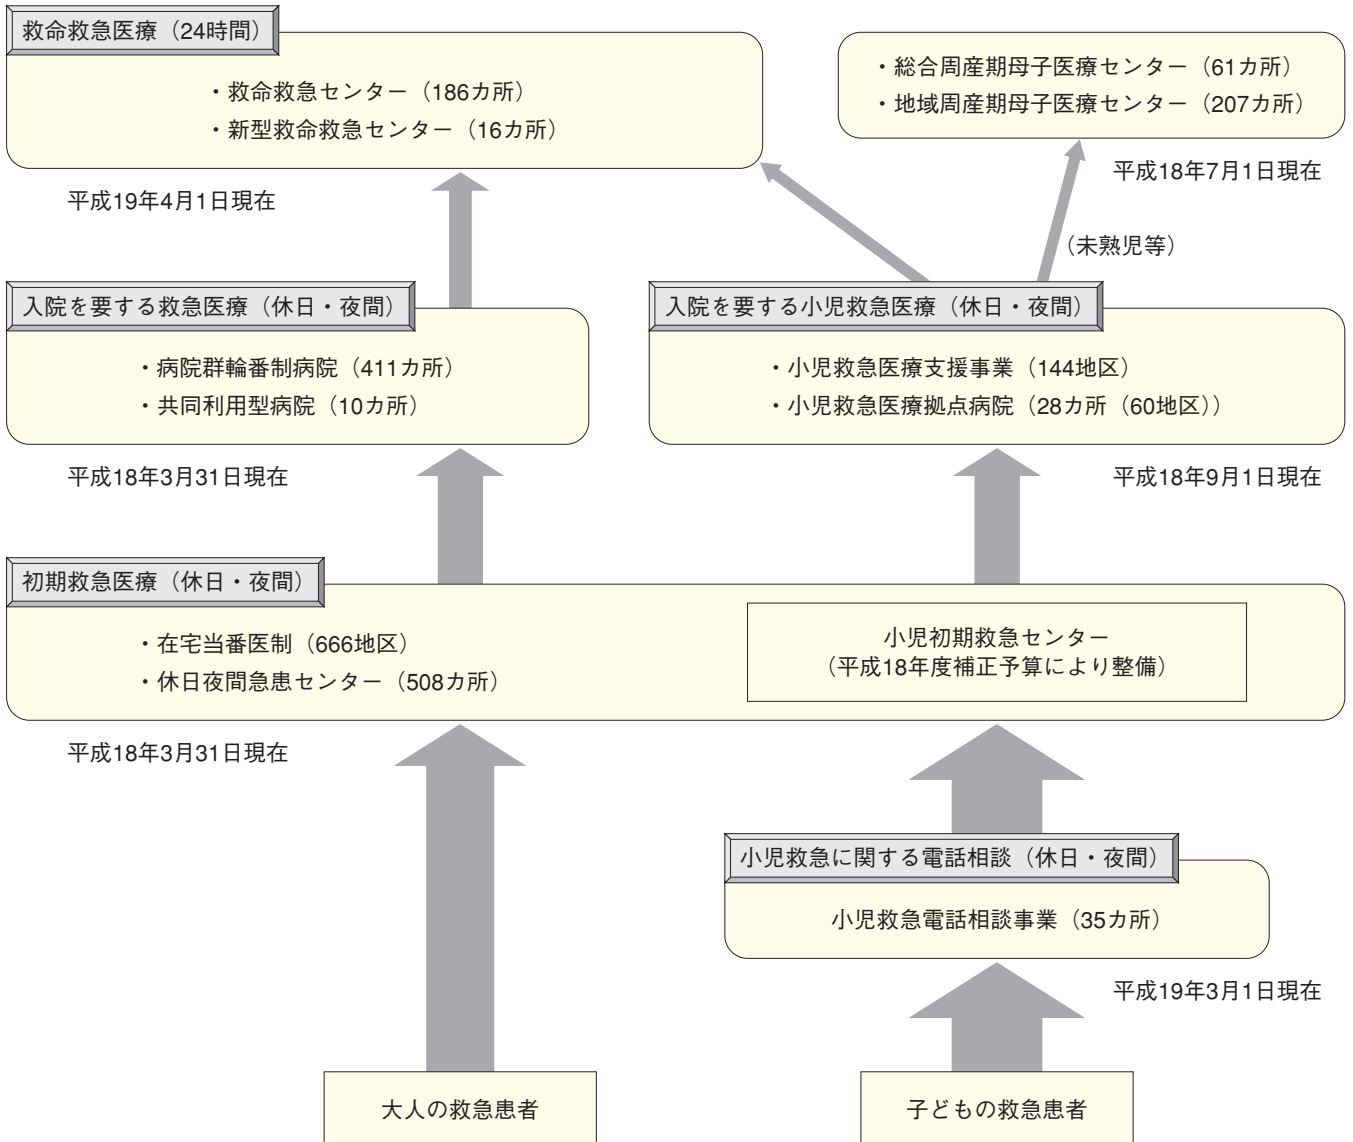 救命救急医療（24時間）
・救命救急センター（186カ所）
・新型救命救急センター（16カ所）
平成19年4月1日現在
・総合周産期母子医療センター（61カ所）
・地域周産期母子医療センター（207カ所）
平成18年7月1日現在
（未熟児等）
入院を要する救急医療（休日・夜間）
・病院群輪番制病院（411カ所）
・共同利用型病院（10カ所）
平成18年3月31日現在
入院を要する小児救急医療（休日・夜間）
・小児救急医療支援事業（144地区）
・小児救急医療拠点病院（28カ所（60地区））
平成18年9月1日現在
初期救急医療（休日・夜間）
・在宅当番医制（666地区）
・休日夜間急患センター（508カ所）
小児初期救急センター
（平成18年度補正予算により整備）
平成18年3月31日現在
小児救急に関する電話相談（休日・夜間）
小児救急電話相談事業（35カ所）
平成19年3月1日現在
大人の救急患者
子どもの救急患者